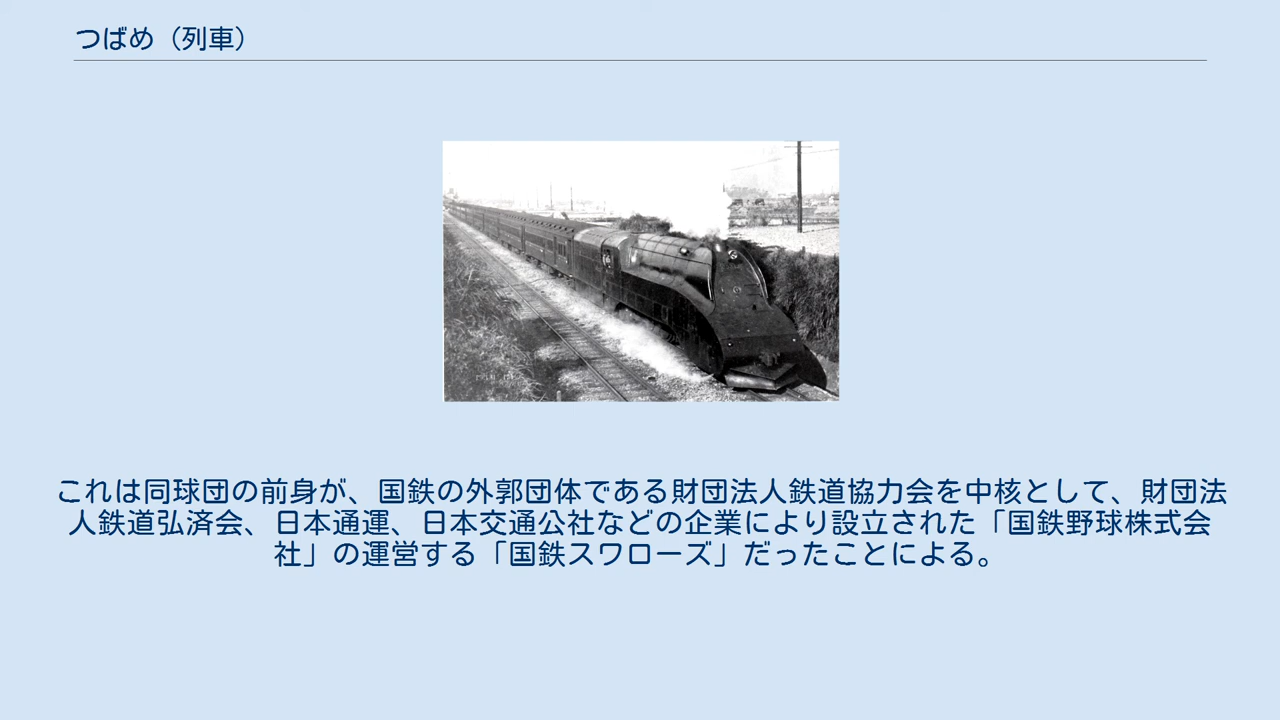 つばめ（列車）
これは同球団の前身が、国鉄の外郭団体である財団法人鉄道協力会を中核として、財団法
人鉄道弘済会、日本通運、日本交通公社などの企業により設立された「国鉄野球株式会
社」の運営する「国鉄スワローズ」だったことによる。